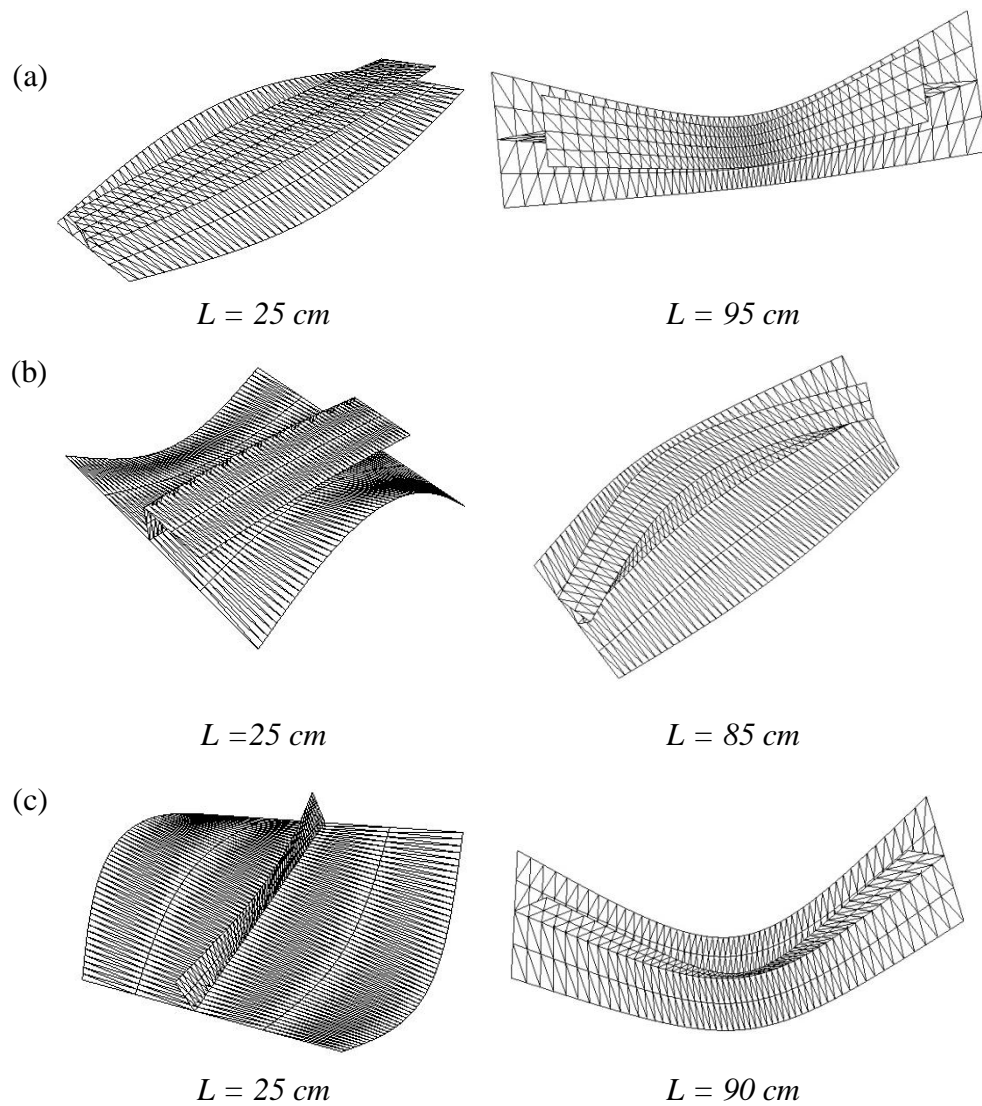 (a)
L = 25 cm L = 95 cm
(b)
L =25 cm L = 85 cm
(c)
L = 25 cm L = 90 cm